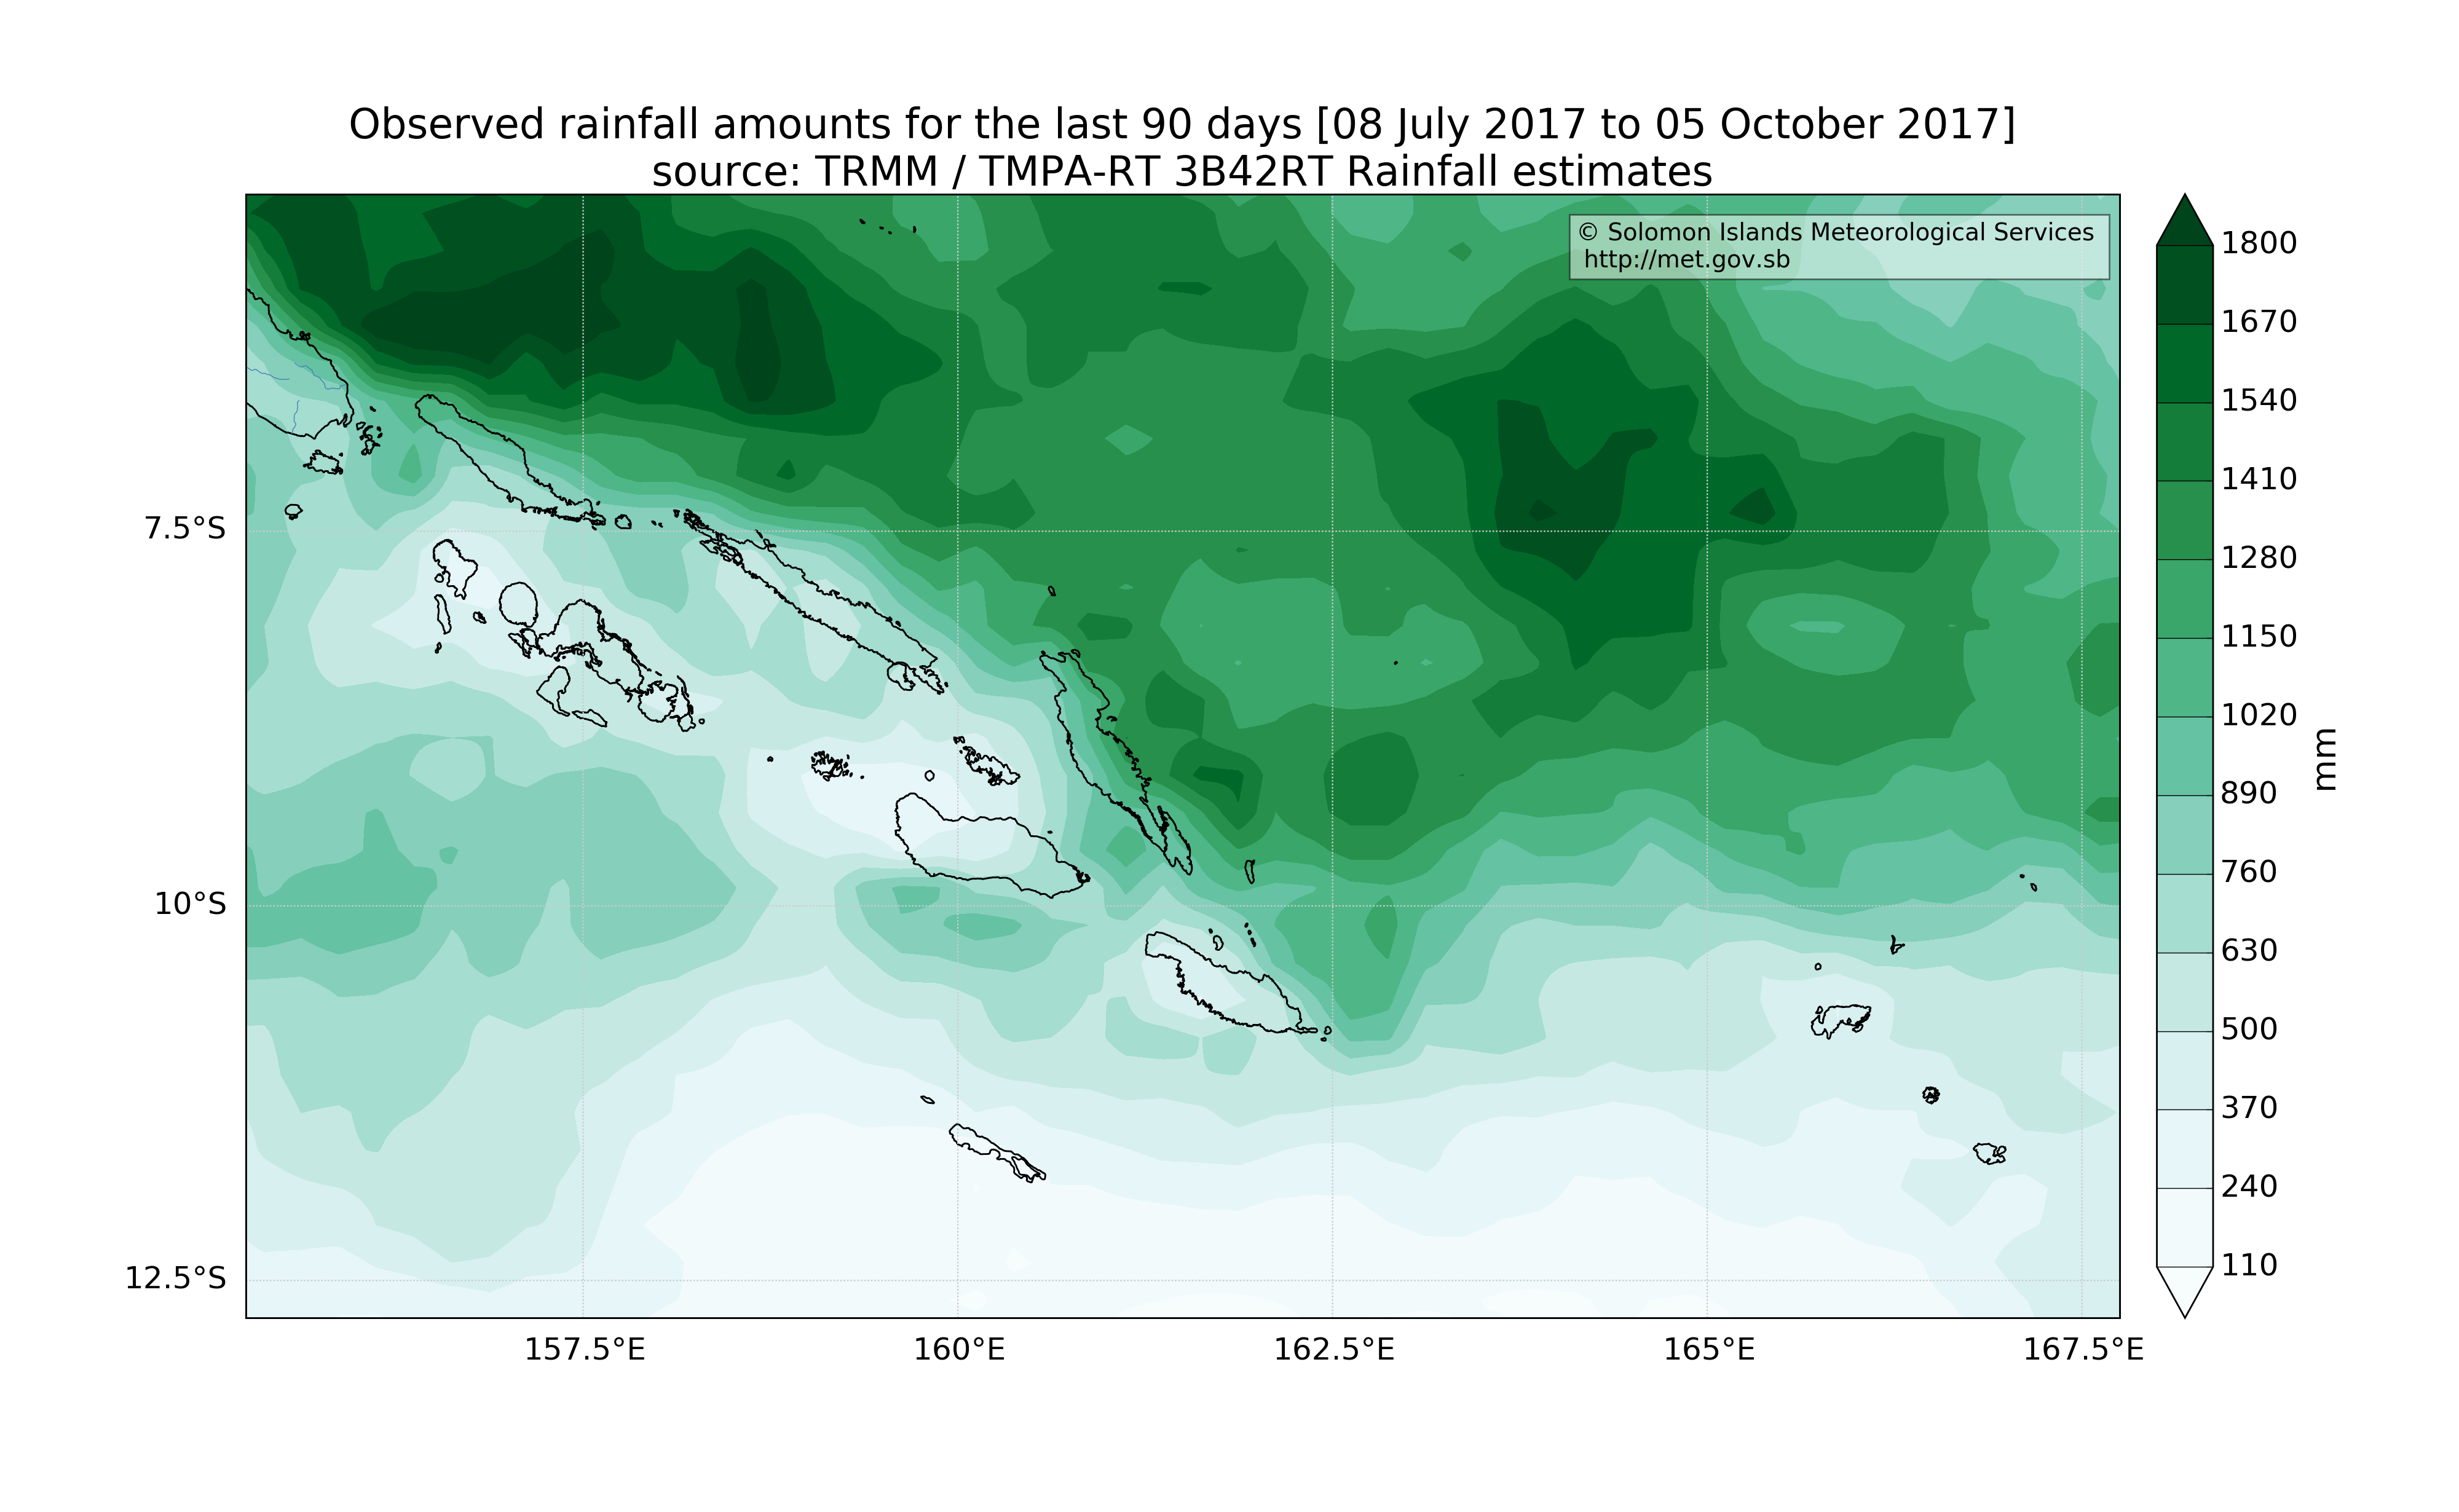 Observed rainfall amounts for the last 90 days [08 July 2017 to 05 October 2017]
source: TRMM / TMPA-RT 3B42RT Rainfall estimates
© Solomon Islands Meteorological Services
http://met.gov.sb
7.5°S
10°S
12.5°S
157.5°E
160°E
162.5°E
165°E
167.5°E
1800
1670
1540
1410
1280
1150
1020
890
760
630
500
370
240
110
mm